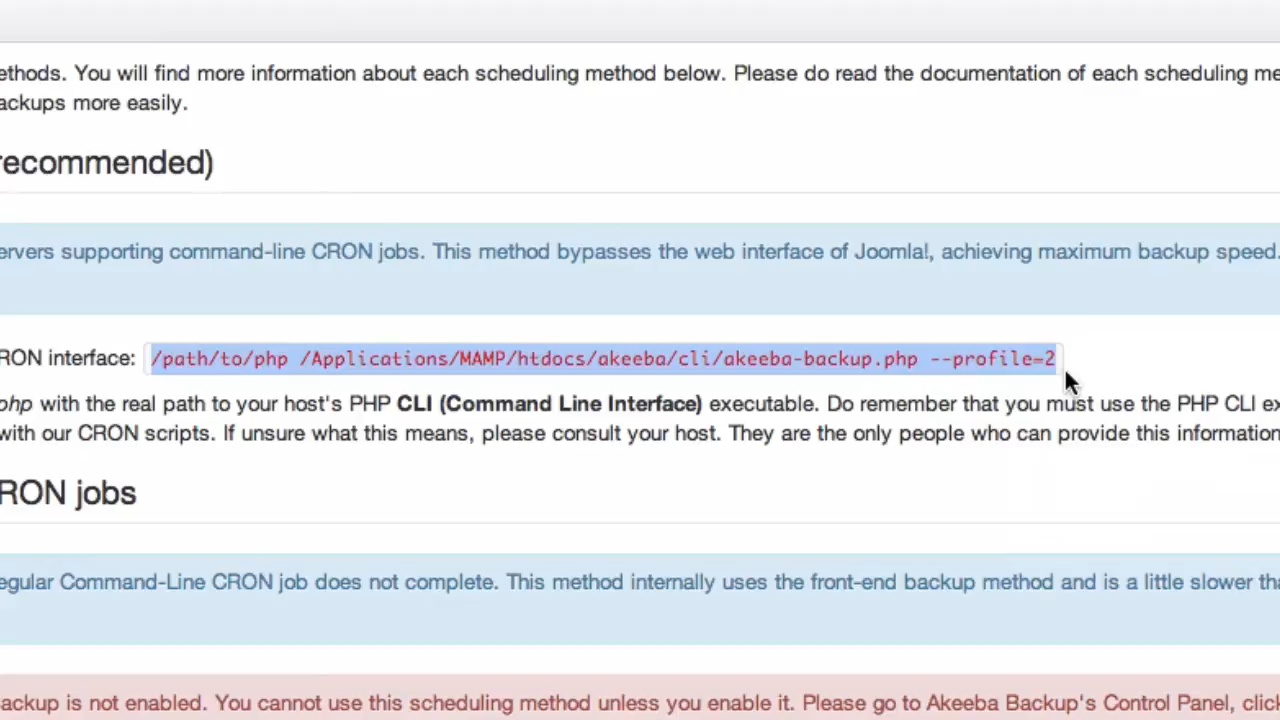 ethods. You will find more information about each scheduling method below. Please do read the documentation of each scheduling me
ackups more easily.
recommended)
ervers supporting command-line CRON jobs. This method bypasses the web interface of Joomla!, achieving maximum backup speed.
RON interface: /path/to/php /Applications/MAMP/htdocs/akeeba/cli/akeeba-backup.php --profile=2
php with the real path to your host's PHP CLI (Command Line Interface) executable. Do remember that you must use the PHP CLI ex
with our CRON scripts. If unsure what this means, please consult your host. They are the only people who can provide this information
RON jobs
egular Command-Line CRON job does not complete. This method internally uses the front-end backup method and is a little slower tha
ackup is not enabled. You cannot use this scheduling method unless you enable it. Please go to Akeeba Backup's Control Panel, click